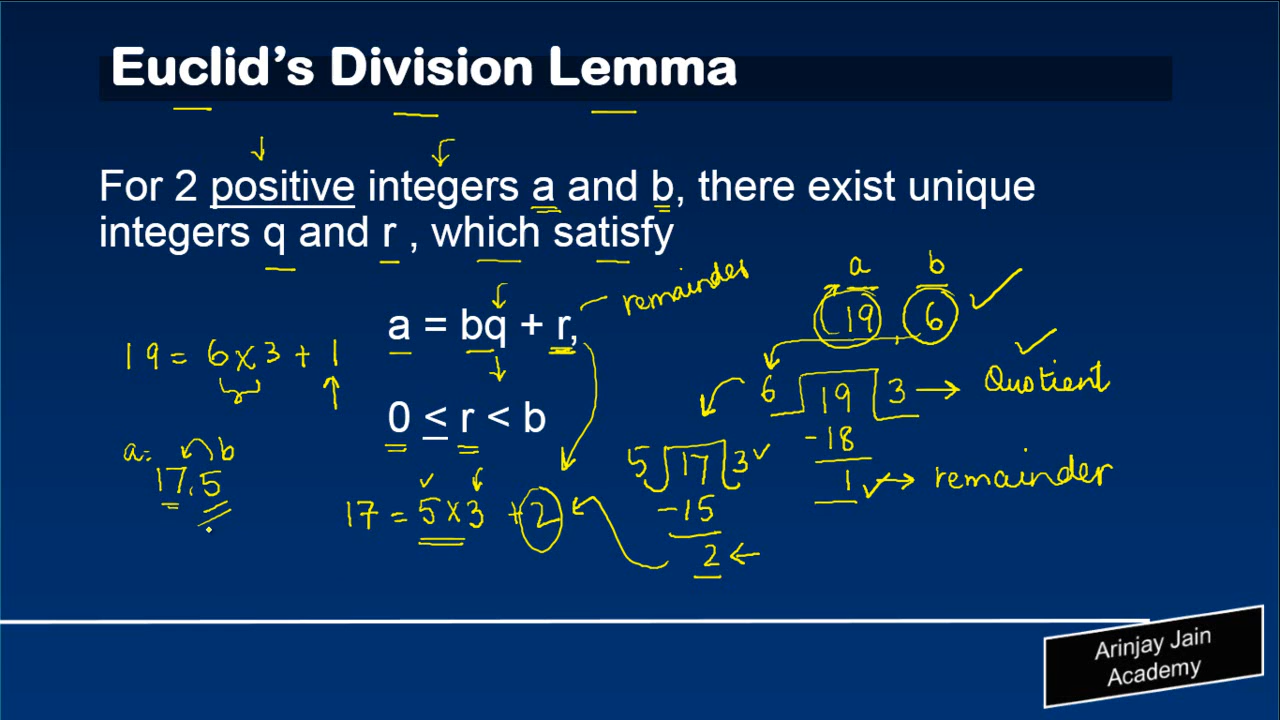 Euclid's Division Lemma
For 2 positive integers a and b, there exist unique
integers q and r , which satisfy
a = bq + r,
remainder
0 ≤ r < b
19 = 6 × 3 + 1
a: b
17, 5
17 = 5 × 3 + 2
a b
19 6
6 19 3 → Quotient
-18
1 → remainder
5 17 3
-15
2
Arinjay Jain
Academy